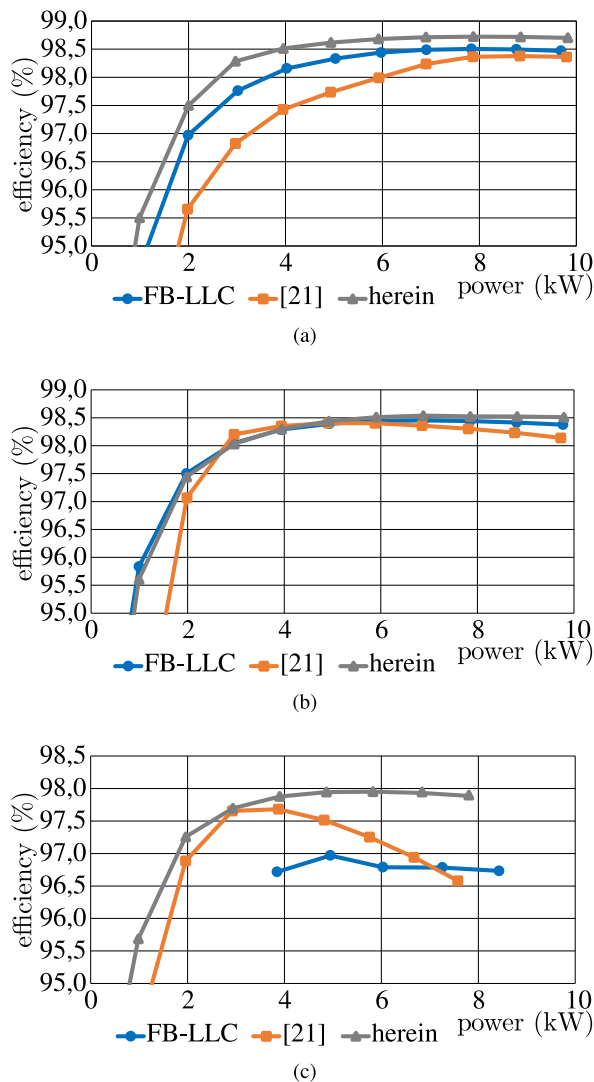 99,0
98,5
98,0
97,5
97,0
96,5
96,0
95,5
95,0
efficiency (%)
0 2 4 6 8 10
power (kW)
FB-LLC [21] herein
(a)
99,0
98,5
98,0
97,5
97,0
96,5
96,0
95,5
95,0
efficiency (%)
0 2 4 6 8 10
power (kW)
FB-LLC [21] herein
(b)
98,5
98,0
97,5
97,0
96,5
96,0
95,5
95,0
efficiency (%)
0 2 4 6 8 10
power (kW)
FB-LLC [21] herein
(c)